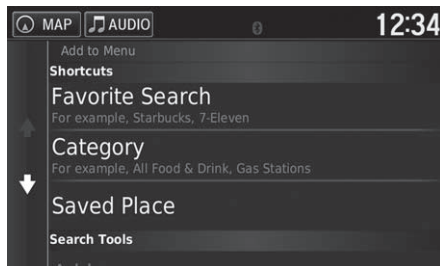 MAP AUDIO 12:34
Add to Menu
Shortcuts
Favorite Search
For example, Starbucks, 7-Eleven
Category
For example, All Food & Drink, Gas Stations
Saved Place
Search Tools